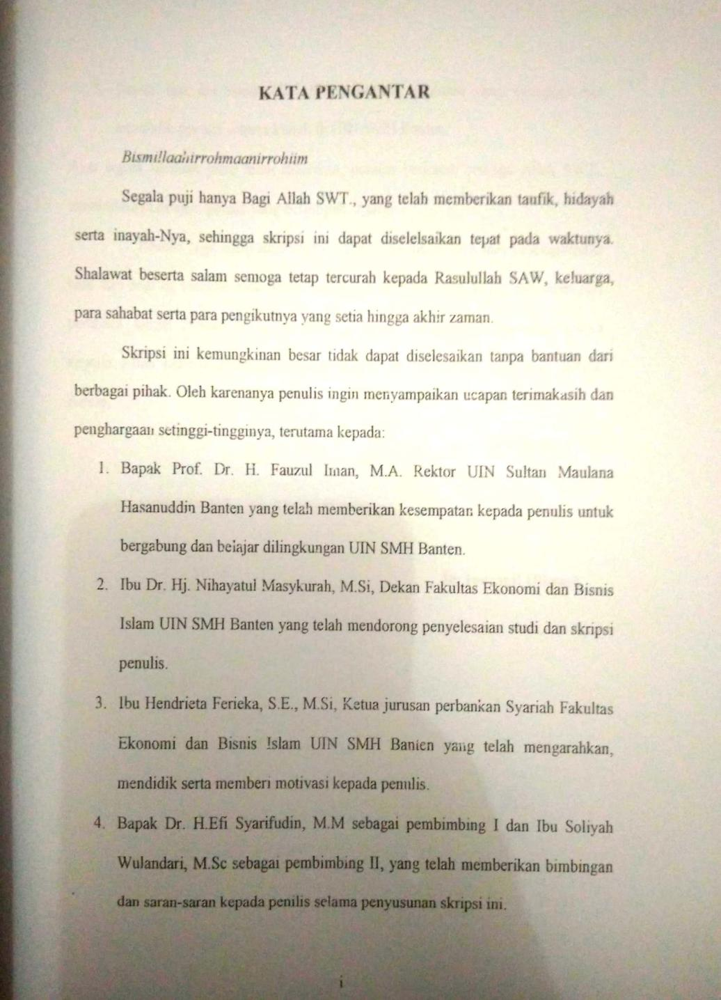 KATA PENGANTAR
Bismillaahirrohmaanirrohiim
Segala puji hanya Bagi Allah SWT., yang telah memberikan taufik, hidayah
serta inayah-Nya, sehingga skripsi ini dapat diselelsaikan tepat pada waktunya.
Shalawat beserta salam semoga tetap tercurah kepada Rasulullah SAW, keluarga,
para sahabat serta para pengikutnya yang setia hingga akhir zaman.
Skripsi ini kemungkinan besar tidak dapat diselesaikan tanpa bantuan dari
berbagai pihak. Oleh karenanya penulis ingin menyampaikan ucapan terimakasih dan
penghargaan setinggi-tingginya, terutama kepada:
1. Bapak Prof. Dr. H. Fauzul Iman, M.A. Rektor UIN Sultan Maulana
Hasanuddin Banten yang telah memberikan kesempatan kepada penulis untuk
bergabung dan belajar dilingkungan UIN SMH Banten.
2. Ibu Dr. Hj. Nihayatul Masykurah, M.Si, Dekan Fakultas Ekonomi dan Bisnis
Islam UIN SMH Banten yang telah mendorong penyelesaian studi dan skripsi
penulis.
3. Ibu Hendrieta Ferieka, S.E., M.Si, Ketua jurusan perbankan Syariah Fakultas
Ekonomi dan Bisnis Islam UIN SMH Banten yang telah mengarahkan,
mendidik serta memberi motivasi kepada penulis.
4. Bapak Dr. H.Efi Syarifudin, M.M sebagai pembimbing I dan Ibu Soliyah
Wulandari, M.Sc sebagai pembimbing II, yang telah memberikan bimbingan
dan saran-saran kepada penilis selama penyusunan skripsi ini.
i